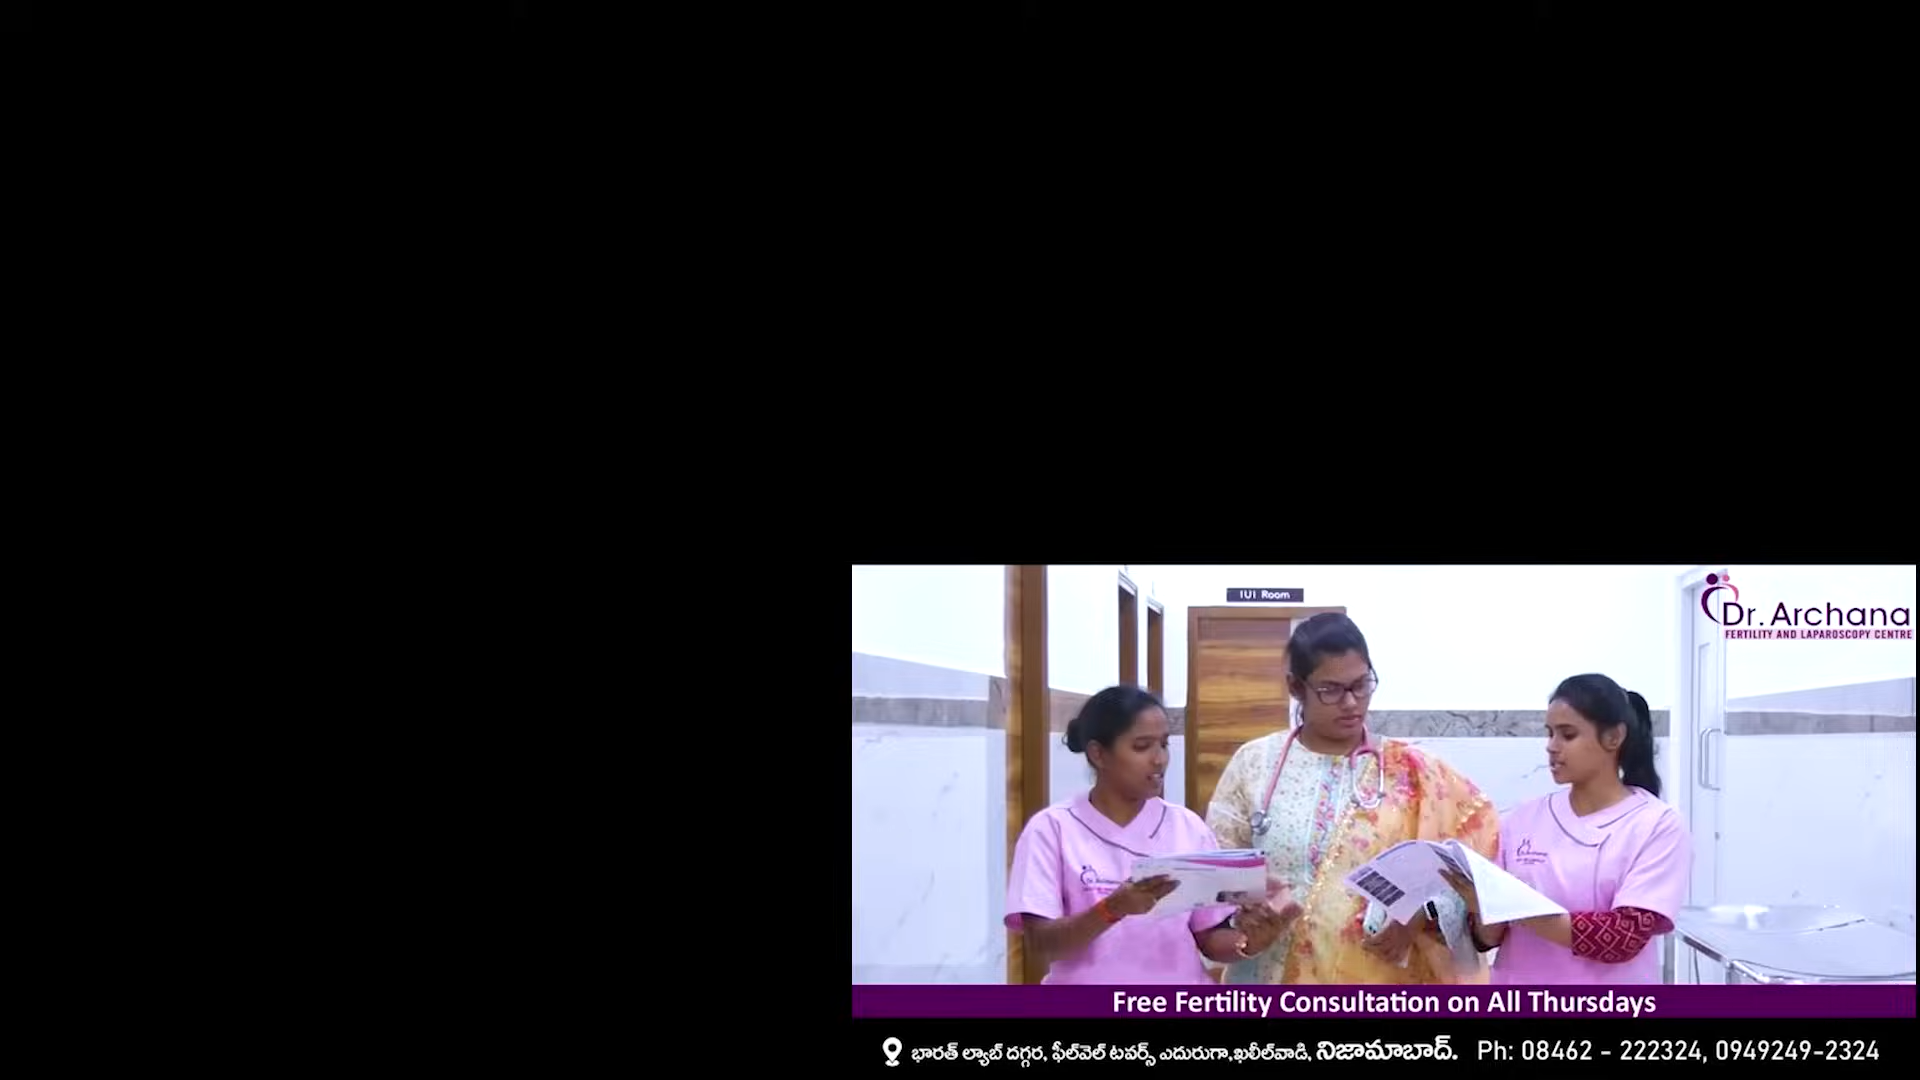 IUI Room
Dr. Archana
FERTILITY AND LAPAROSCOPY CENTRE
Free Fertility Consultation on All Thursdays
భారత్ ల్యాబ్ దగ్గర, ఫీల్‌వెల్ టవర్స్ ఎదురుగా,ఖలీల్‌వాడి, నిజామాబాద్. Ph: 08462 - 222324, 0949249-2324